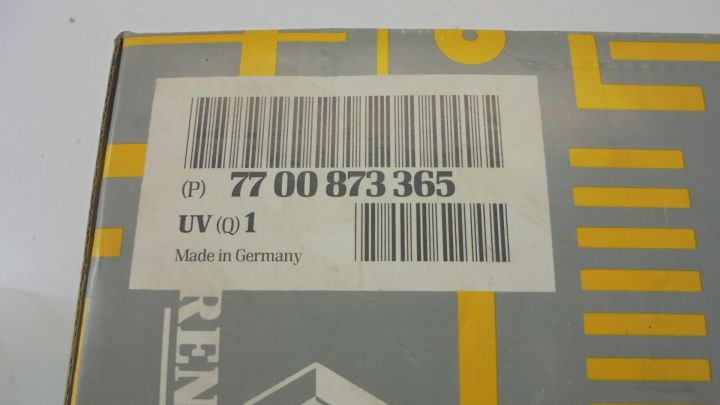 (P) 77 00 873 365
UV (Q) 1
Made in Germany
REN